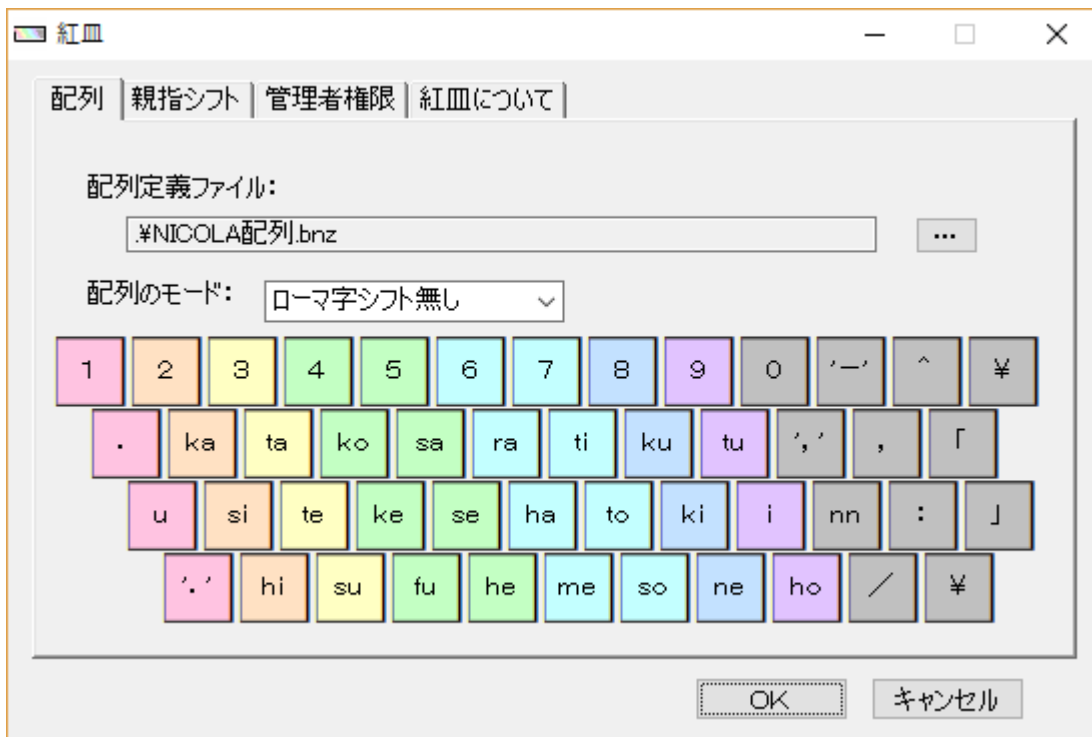 紅皿
配列 親指シフト 管理者権限 紅皿について
配列定義ファイル:
.¥NICOLA配列.bnz
...
配列のモード: ローマ字シフト無し
1 2 3 4 5 6 7 8 9 0 '－' ＾ ￥
． ka ta ko sa ra ti ku tu '，' ， 「
u si te ke se ha to ki i nn ： 」
'．' hi su fu he me so ne ho ／ ￥
OK キャンセル